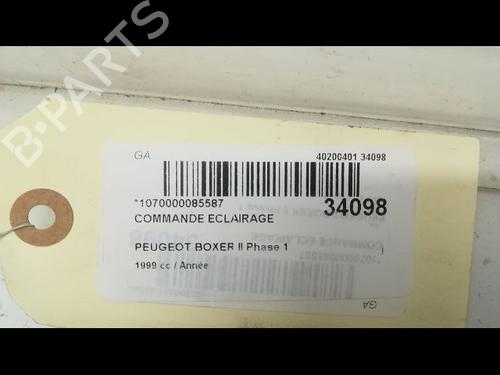 B-PARTS
GA
40200401 34098
*1070000085587
34098
COMMANDE ECLAIRAGE
PEUGEOT BOXER II Phase 1
1999 cc / Année
GA